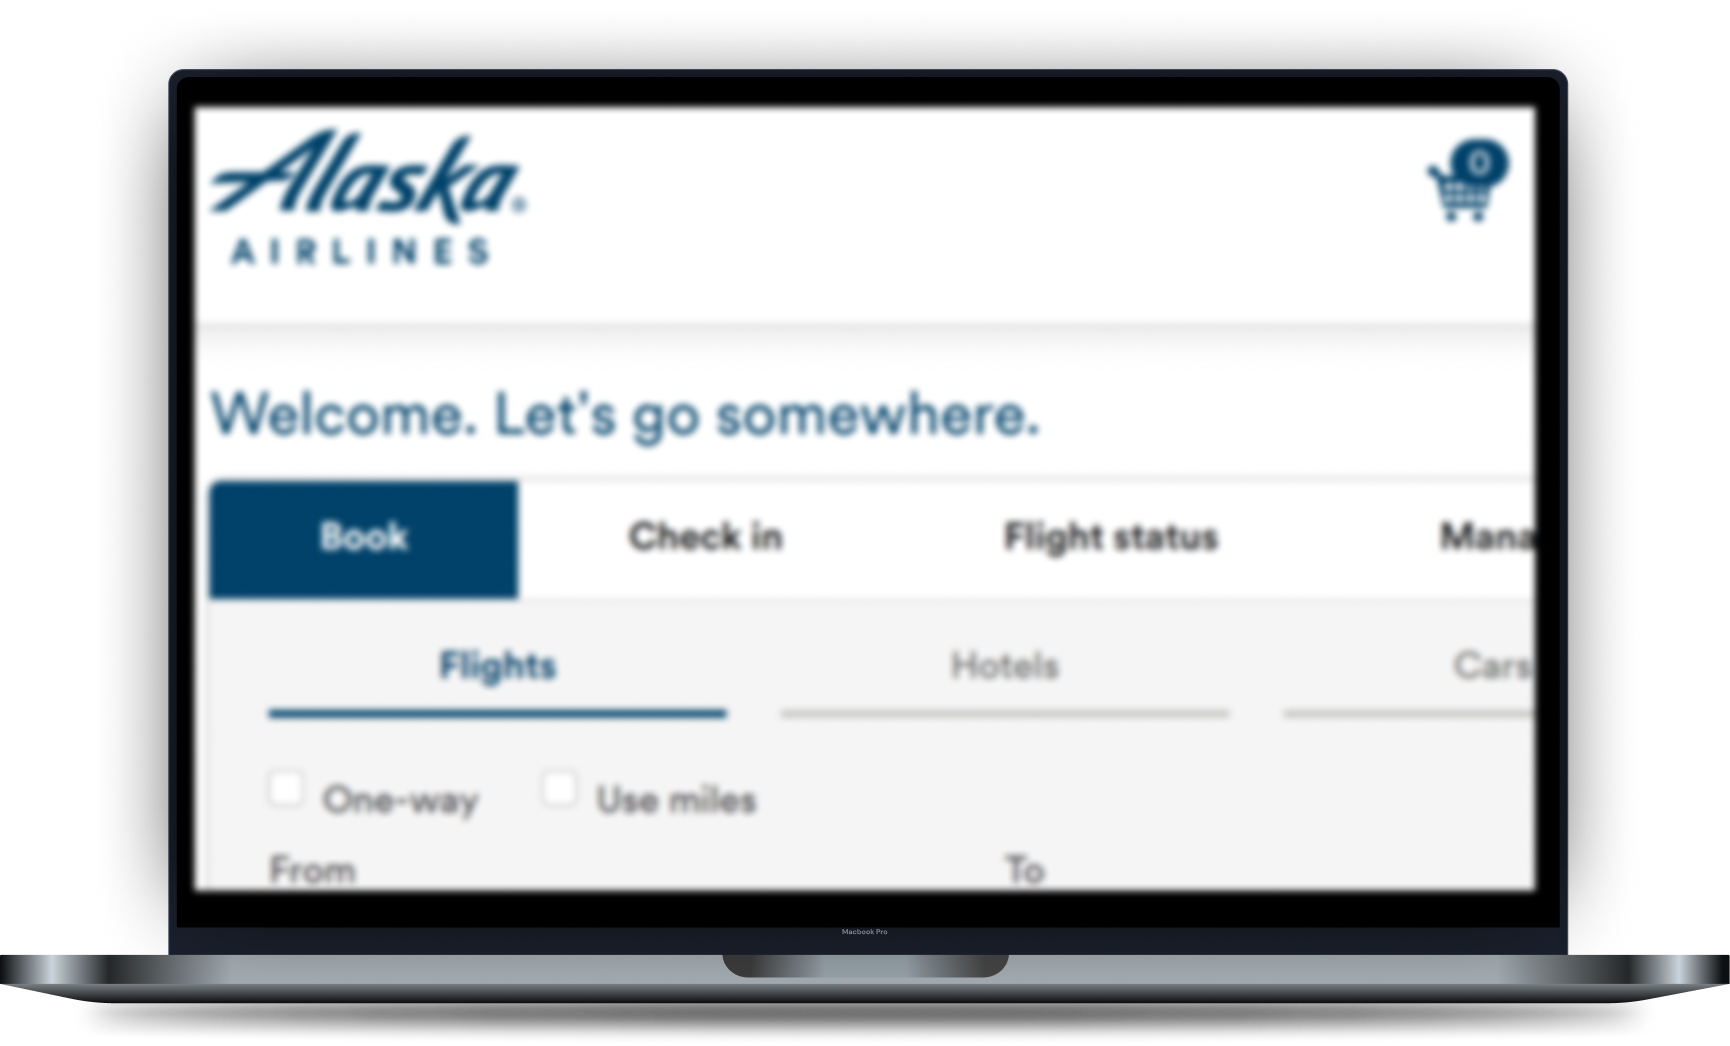 Alaska®
AIRLINES
0
Welcome. Let's go somewhere.
Book Check in Flight status Mana
Flights Hotels Cars
One-way Use miles
From To
Macbook Pro